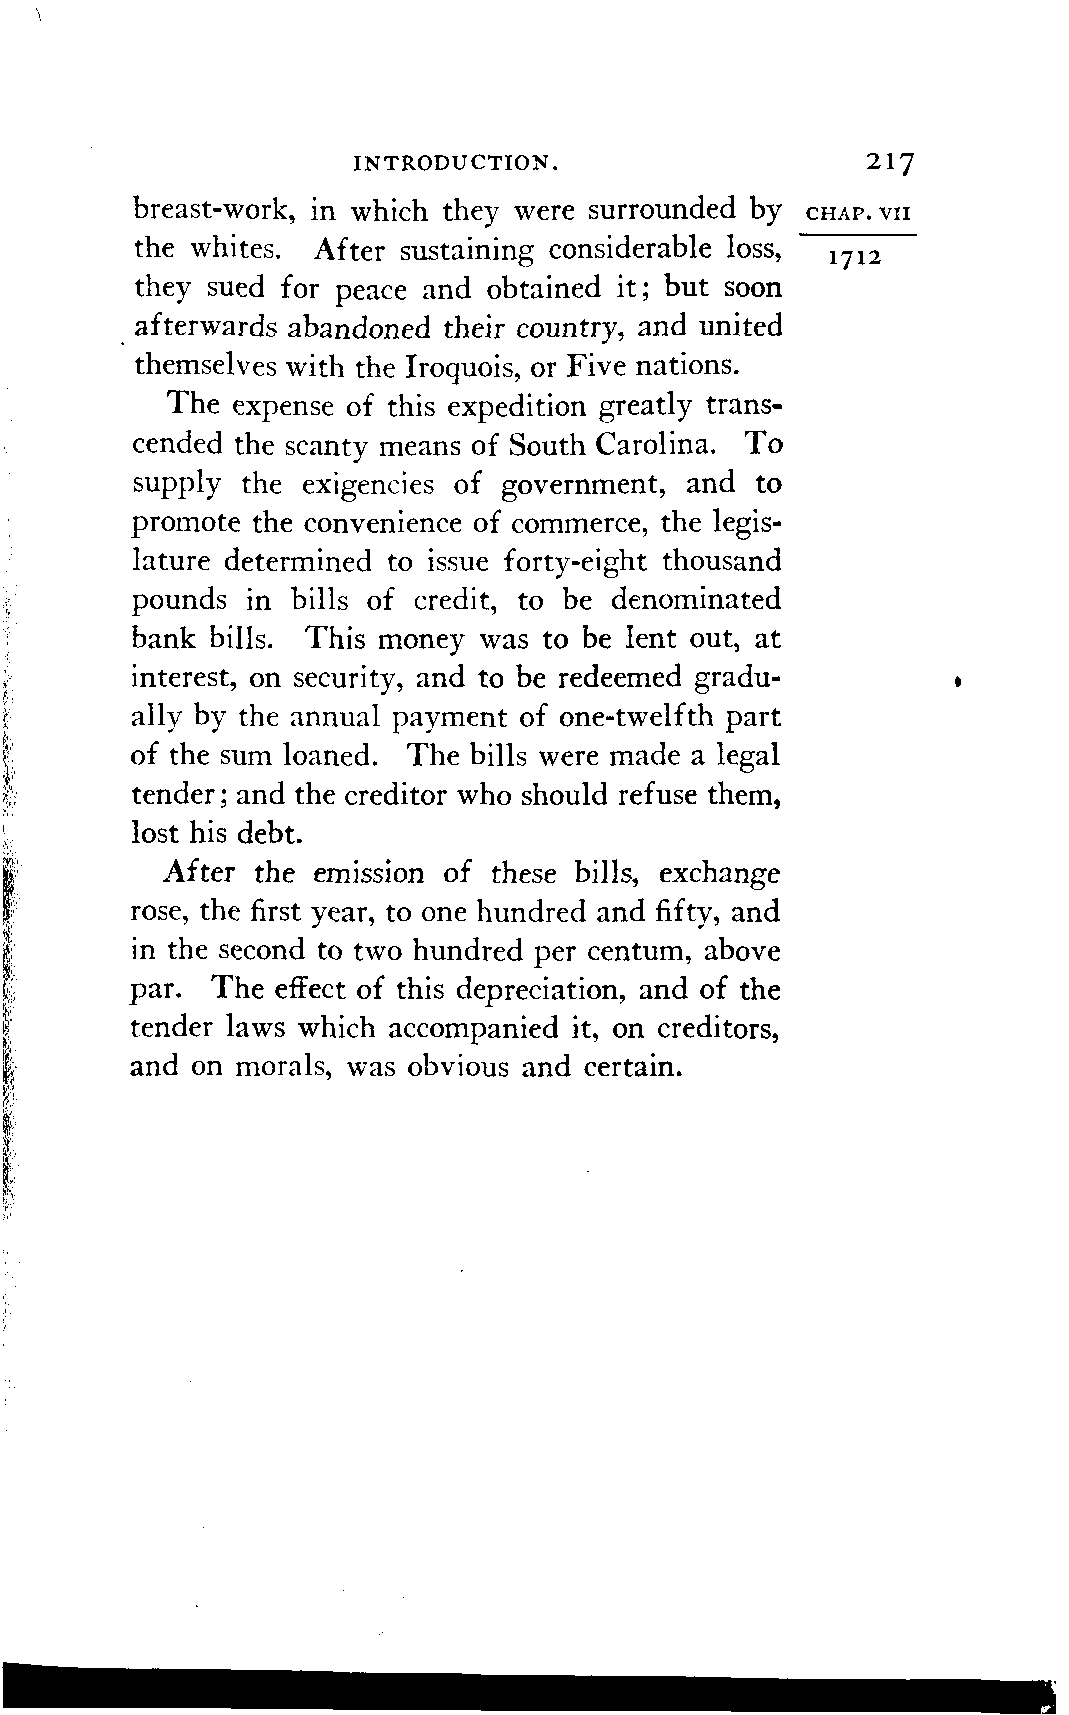 INTRODUCTION. 217
breast-work, in which they were surrounded by CHAP. VII
the whites. After sustaining considerable loss, 1712
they sued for peace and obtained it; but soon
afterwards abandoned their country, and united
themselves with the Iroquois, or Five nations.
The expense of this expedition greatly trans-
cended the scanty means of South Carolina. To
supply the exigencies of government, and to
promote the convenience of commerce, the legis-
lature determined to issue forty-eight thousand
pounds in bills of credit, to be denominated
bank bills. This money was to be lent out, at
interest, on security, and to be redeemed gradu-
ally by the annual payment of one-twelfth part
of the sum loaned. The bills were made a legal
tender; and the creditor who should refuse them,
lost his debt.
After the emission of these bills, exchange
rose, the first year, to one hundred and fifty, and
in the second to two hundred per centum, above
par. The effect of this depreciation, and of the
tender laws which accompanied it, on creditors,
and on morals, was obvious and certain.